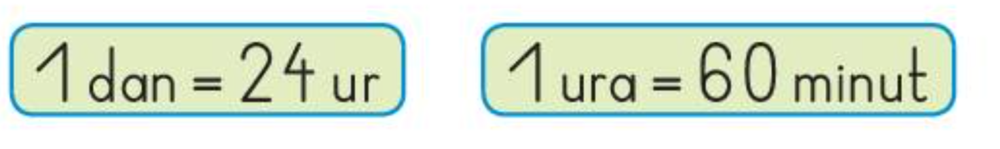 1 dan = 24 ur
1 ura = 60 minut